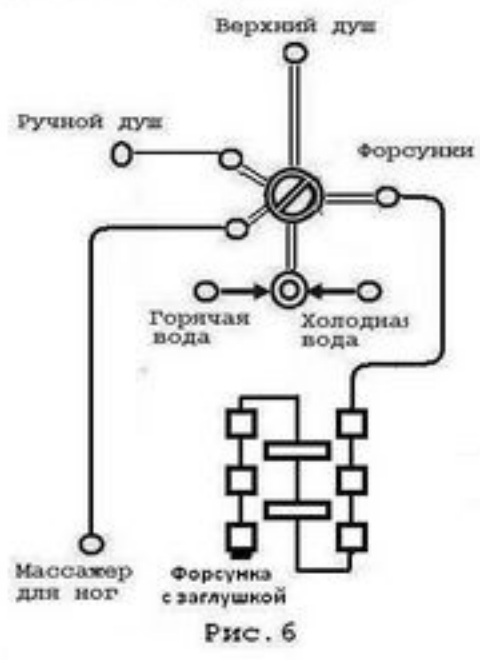 Верхний душ
Ручной душ
Форсунки
Горячая
вода
Холодная
вода
Массажер
для ног
Форсунка
с заглушкой
Рис.6